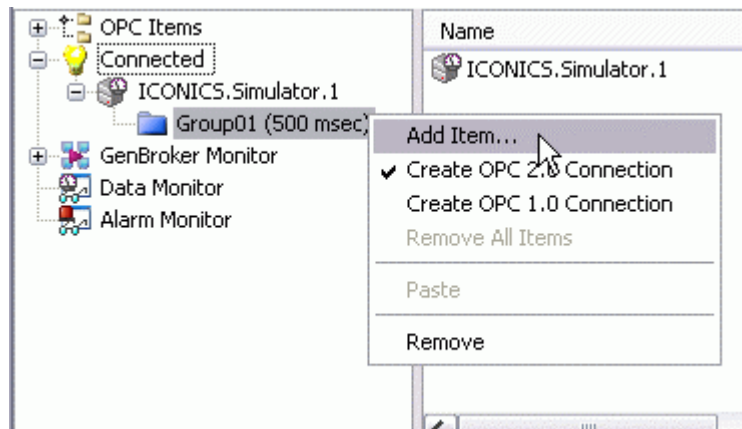 OPC Items
Connected
ICONICS.Simulator.1
Group01 (500 msec)
GenBroker Monitor
Data Monitor
Alarm Monitor
Name
ICONICS.Simulator.1
Add Item...
Create OPC 2.0 Connection
Create OPC 1.0 Connection
Remove All Items
Paste
Remove